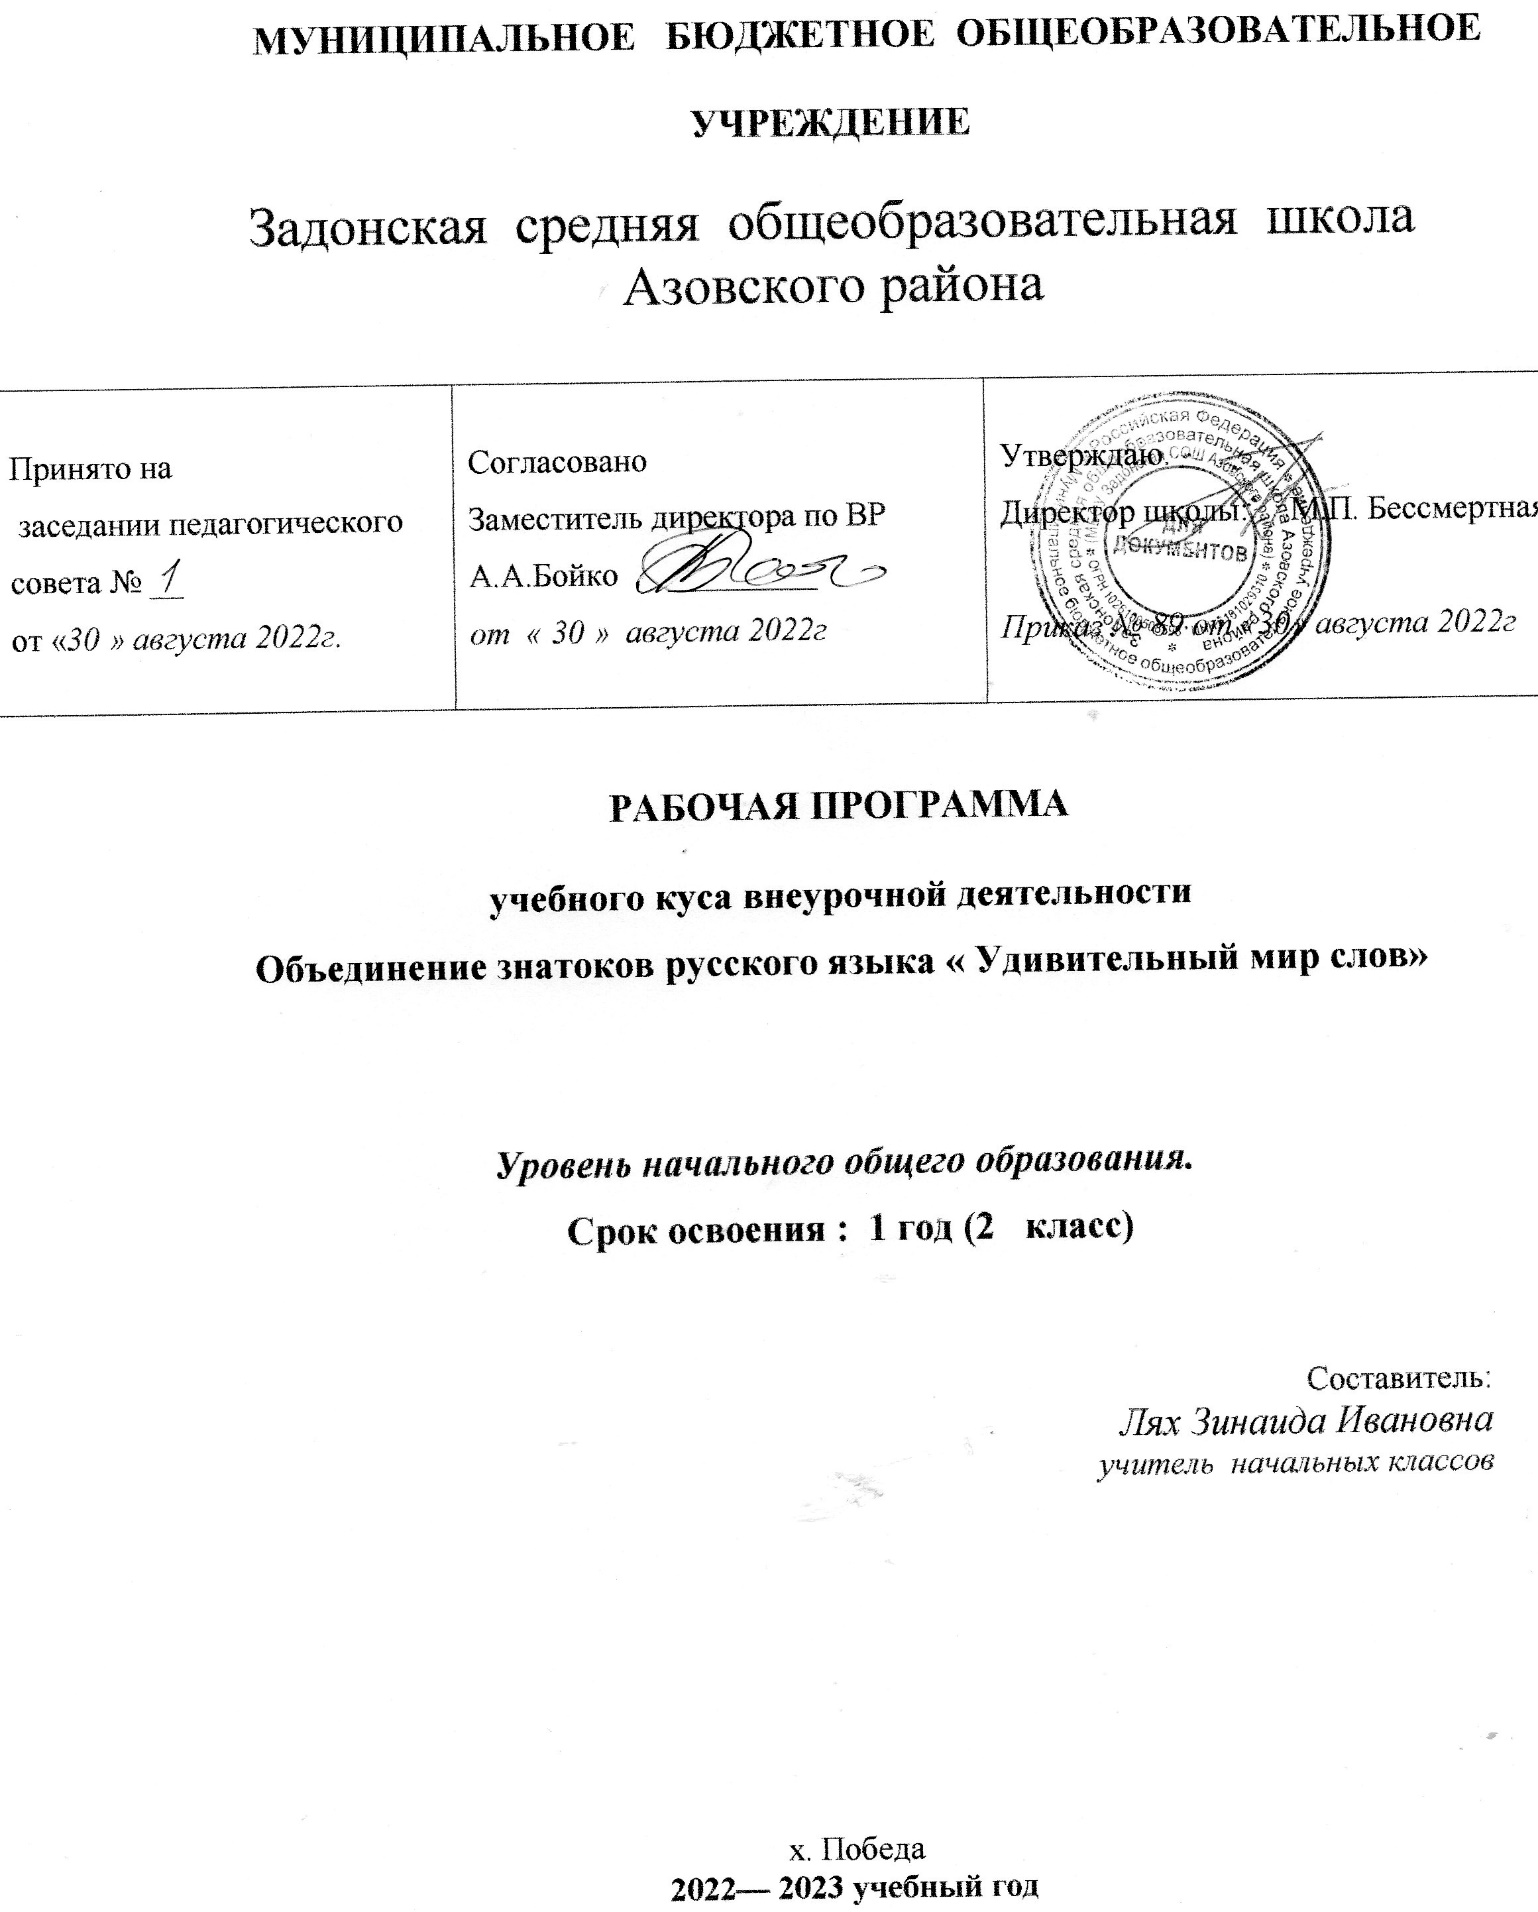 МУНИЦИПАЛЬНОЕ БЮДЖЕТНОЕ ОБЩЕОБРАЗОВАТЕЛЬНОЕ
УЧРЕЖДЕНИЕ
Задонская средняя общеобразовательная школа
Азовского района
Принято на
заседании педагогического
совета № 1
от «30 » августа 2022г.
Согласовано
Заместитель директора по ВР
А.А.Бойко
от « 30 » августа 2022г
Утверждаю.
Директор школы: М.П. Бессмертная
Приказ № 89 от «30» августа 2022г
Российская Федерация
ДЛЯ
ДОКУМЕНТОВ
РАБОЧАЯ ПРОГРАММА
учебного куса внеурочной деятельности
Объединение знатоков русского языка « Удивительный мир слов»
Уровень начального общего образования.
Срок освоения : 1 год (2 класс)
Составитель:
Лях Зинаида Ивановна
учитель начальных классов
х. Победа
2022— 2023 учебный год